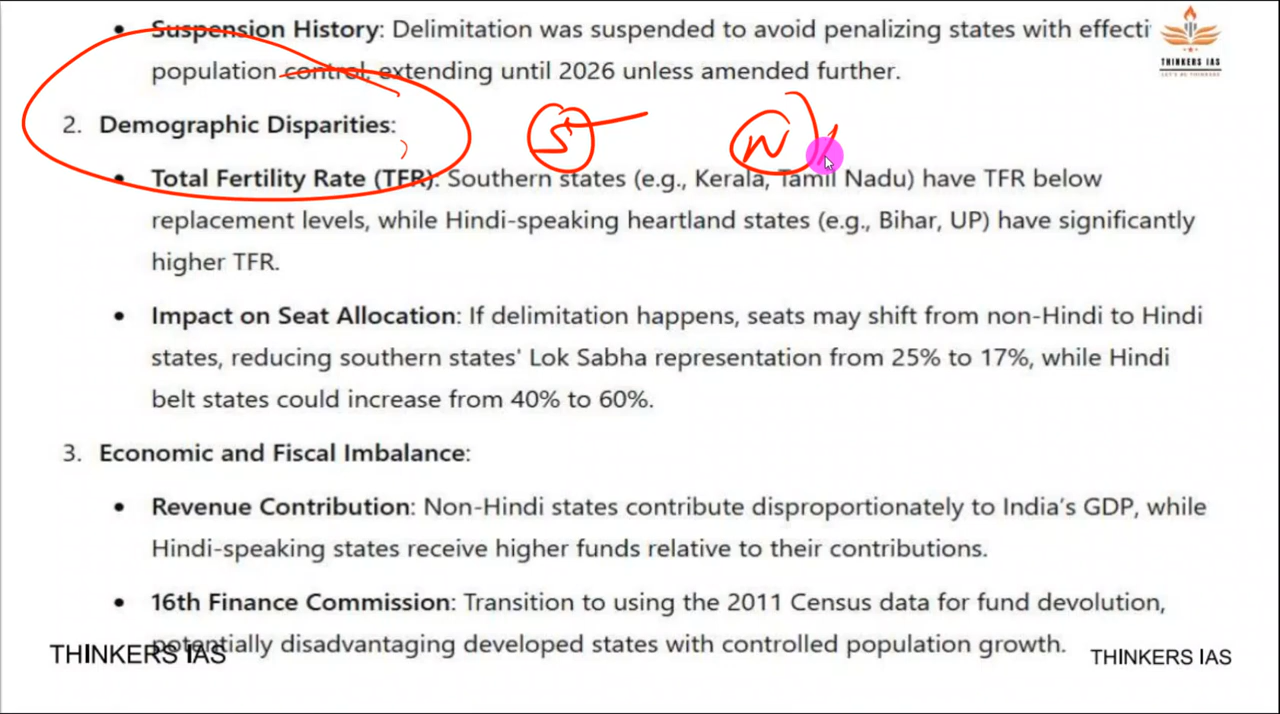 • Suspension History: Delimitation was suspended to avoid penalizing states with effecti
population control, extending until 2026 unless amended further.
THINKERS IAS
LET'S BE THINKERS
2. Demographic Disparities:
S
N
• Total Fertility Rate (TFR): Southern states (e.g., Kerala, Tamil Nadu) have TFR below
replacement levels, while Hindi-speaking heartland states (e.g., Bihar, UP) have significantly
higher TFR.
• Impact on Seat Allocation: If delimitation happens, seats may shift from non-Hindi to Hindi
states, reducing southern states' Lok Sabha representation from 25% to 17%, while Hindi
belt states could increase from 40% to 60%.
3. Economic and Fiscal Imbalance:
• Revenue Contribution: Non-Hindi states contribute disproportionately to India's GDP, while
Hindi-speaking states receive higher funds relative to their contributions.
• 16th Finance Commission: Transition to using the 2011 Census data for fund devolution,
potentially disadvantaging developed states with controlled population growth.
THINKERS IAS
THINKERS IAS